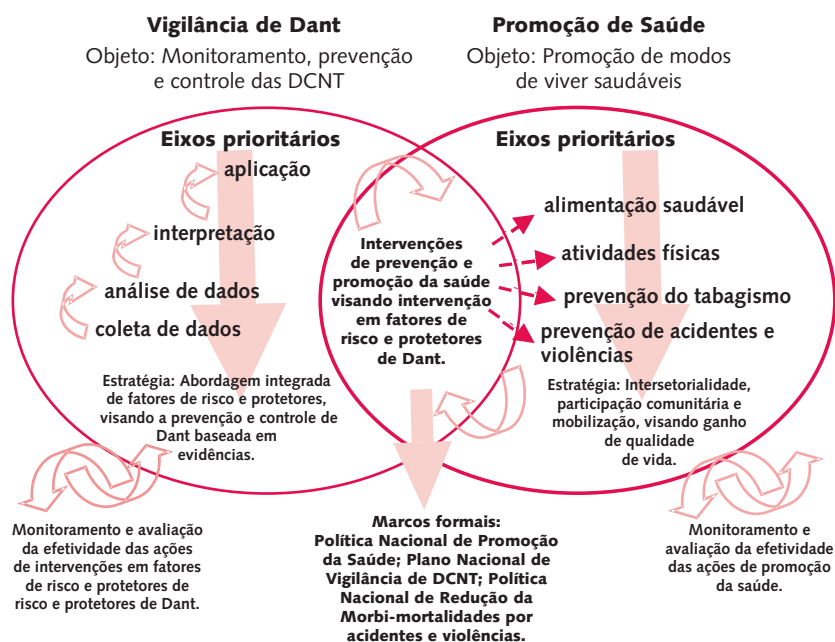 Vigilância de Dant
Objeto: Monitoramento, prevenção
e controle das DCNT
Promoção de Saúde
Objeto: Promoção de modos
de viver saudáveis
Eixos prioritários
aplicação
interpretação
análise de dados
coleta de dados
Estratégia: Abordagem integrada
de fatores de risco e protetores,
visando a prevenção e controle de
Dant baseada em
evidências.
Intervenções
de prevenção e
promoção da saúde
visando intervenção
em fatores de
risco e protetores
de Dant.
Eixos prioritários
alimentação saudável
atividades físicas
prevenção do tabagismo
prevenção de acidentes e
violências
Estratégia: Intersetorialidade,
participação comunitária e
mobilização, visando ganho
de qualidade
de vida.
Monitoramento e avaliação
da efetividade das ações
de intervenções em fatores
de risco e protetores de
risco e protetores de Dant.
Marcos formais:
Política Nacional de Promoção
da Saúde; Plano Nacional de
Vigilância de DCNT; Política
Nacional de Redução da
Morbi-mortalidades por
acidentes e violências.
Monitoramento e
avaliação da efetividade
das ações de promoção
da saúde.